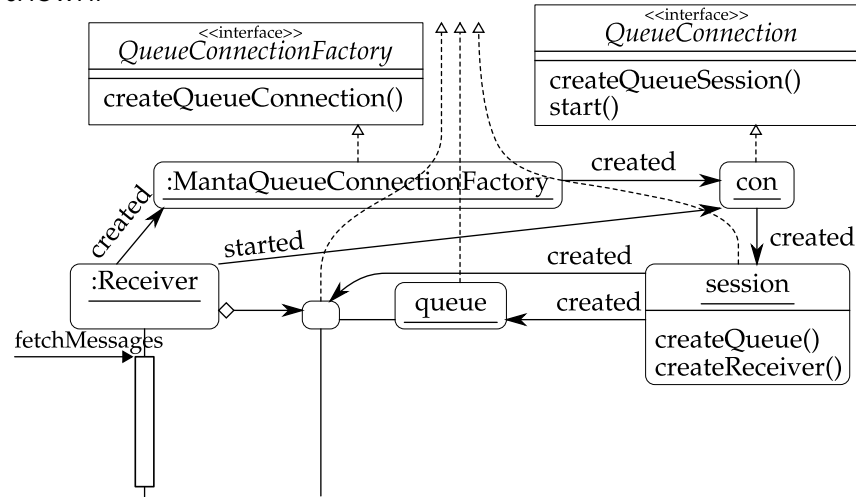 <<interface>>
QueueConnectionFactory
createQueueConnection()
<<interface>>
QueueConnection
createQueueSession()
start()
:MantaQueueConnectionFactory
created
con
created
started
created
:Receiver
created
session
queue
created
createQueue()
createReceiver()
fetchMessages